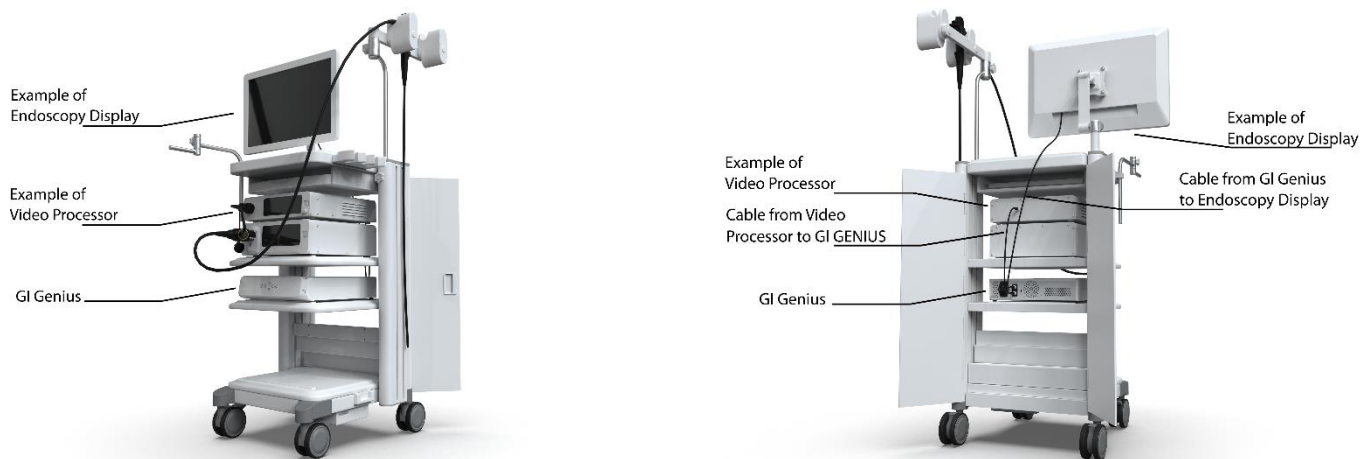 Example of
Endoscopy Display
Example of
Video Processor
GI Genius
Example of
Endoscopy Display
Example of
Video Processor
Cable from GI Genius
to Endoscopy Display
Cable from Video
Processor to GI GENIUS
GI Genius